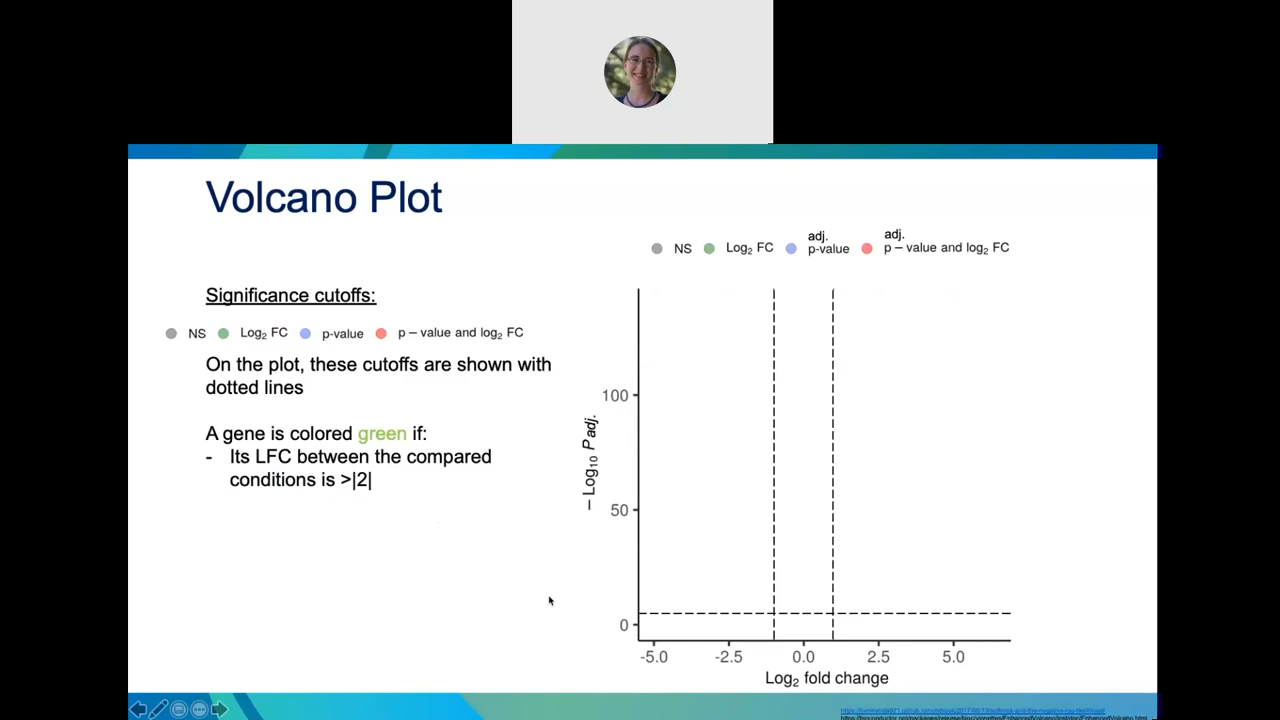 Volcano Plot
adj. adj.
NS Log2 FC p-value p – value and log2 FC
Significance cutoffs:
NS Log2 FC p-value p – value and log2 FC
On the plot, these cutoffs are shown with
dotted lines
A gene is colored green if:
- Its LFC between the compared
conditions is >|2|
– Log10 P adj.
100
50
0
-5.0 -2.5 0.0 2.5 5.0
Log2 fold change